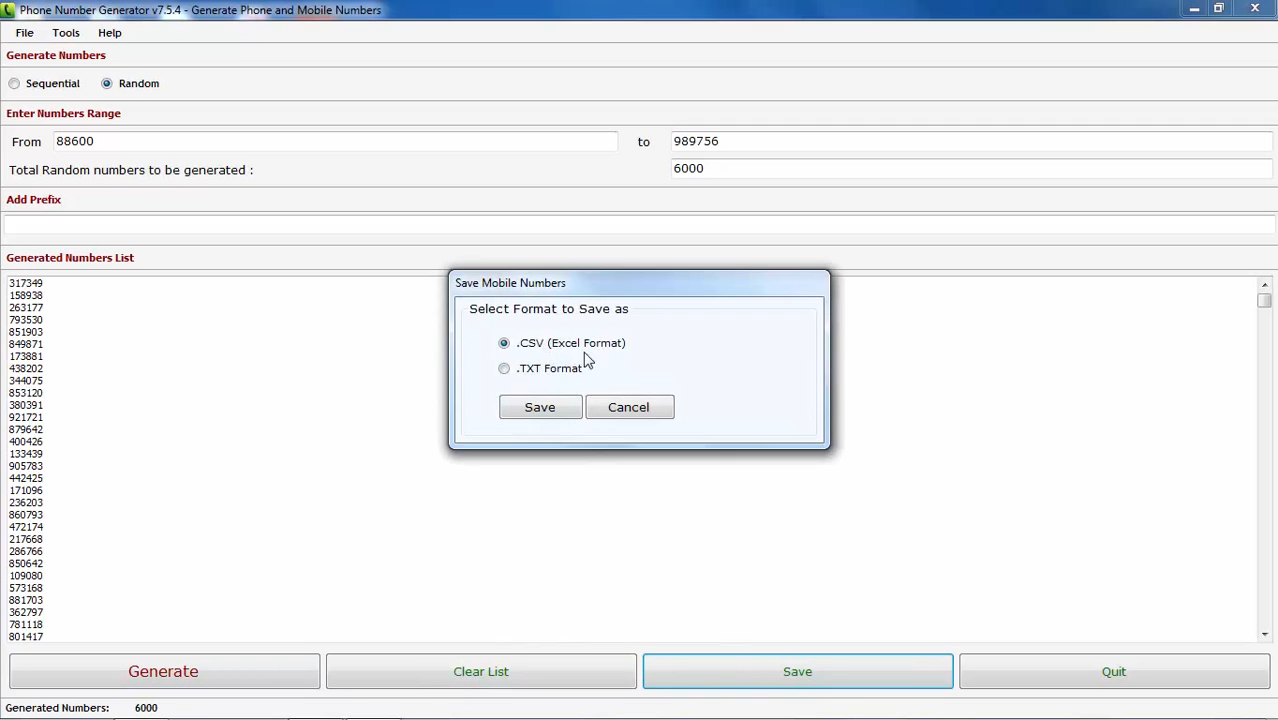 Phone Number Generator v7.5.4 - Generate Phone and Mobile Numbers
File Tools Help
Generate Numbers
Sequential Random
Enter Numbers Range
From 88600 to 989756
Total Random numbers to be generated : 6000
Add Prefix
Generated Numbers List
317349
158938
263177
793530
851903
849871
173881
438202
344075
853120
380391
921721
879642
400426
133439
905783
442425
171096
236203
860793
472174
217668
286766
850642
109080
573168
881703
362797
781118
801417
Save Mobile Numbers
Select Format to Save as
.CSV (Excel Format)
.TXT Format
Save Cancel
Generate Clear List Save Quit
Generated Numbers: 6000